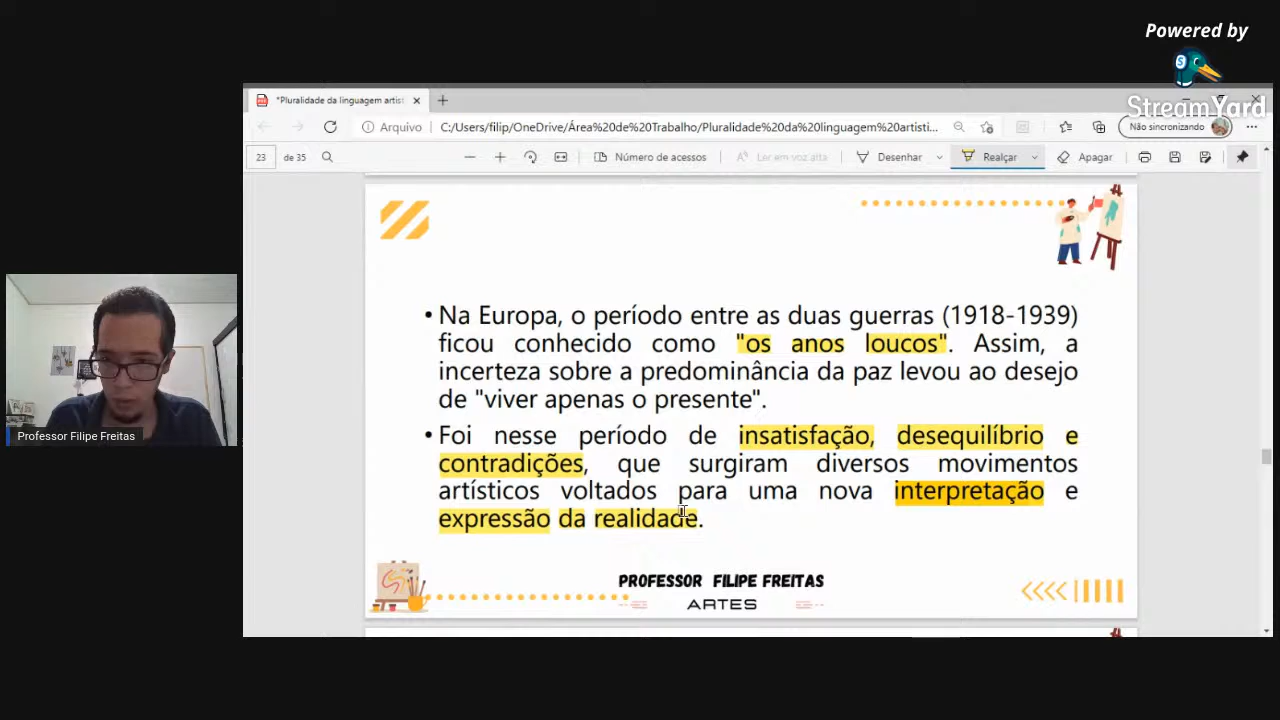 Powered by
StreamYard
*Pluralidade da linguagem artist
Arquivo
C:/Users/filip/OneDrive/Área%20de%20Trabalho/Pluralidade%20da%20linguagem%20artisti...
Não sincronizando
23 de 35
Número de acessos
Ler em voz alta
Desenhar
Realçar
Apagar
• Na Europa, o período entre as duas guerras (1918-1939)
ficou conhecido como "os anos loucos". Assim, a
incerteza sobre a predominância da paz levou ao desejo
de "viver apenas o presente".
• Foi nesse período de insatisfação, desequilíbrio e
contradições, que surgiram diversos movimentos
artísticos voltados para uma nova interpretação e
expressão da realidade.
Professor Filipe Freitas
PROFESSOR FILIPE FREITAS
ARTES